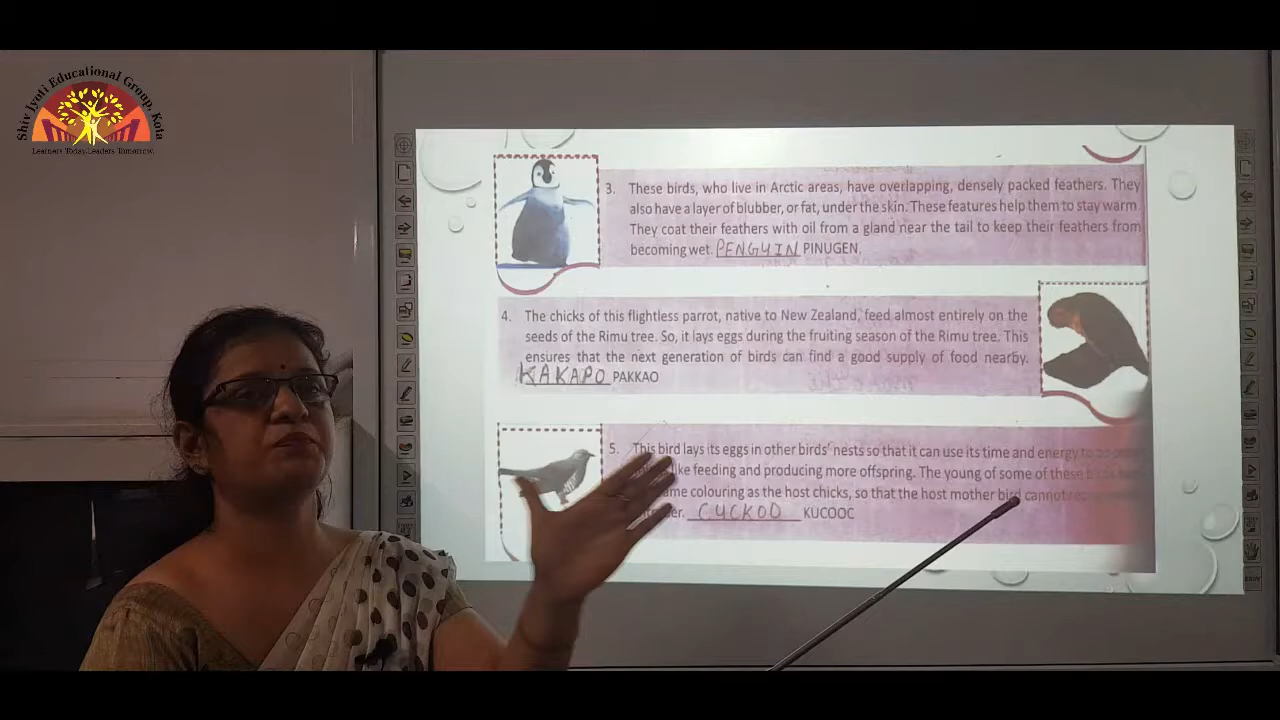 Shiv Jyoti Educational Group, Kota
Learners Today, Leaders Tomorrow.
3. These birds, who live in Arctic areas, have overlapping, densely packed feathers. They
also have a layer of blubber, or fat, under the skin. These features help them to stay warm.
They coat their feathers with oil from a gland near the tail to keep their feathers from
becoming wet. PENGUIN PINUGEN.
4. The chicks of this flightless parrot, native to New Zealand, feed almost entirely on the
seeds of the Rimu tree. So, it lays eggs during the fruiting season of the Rimu tree. This
ensures that the next generation of birds can find a good supply of food nearby.
KAKAPO PAKKAO
5. This bird lays its eggs in other birds' nests so that it can use its time and energy to
feeding and producing more offspring. The young of some of these
colouring as the host chicks, so that the host mother bird cannot
CUCKOO KUCOOC